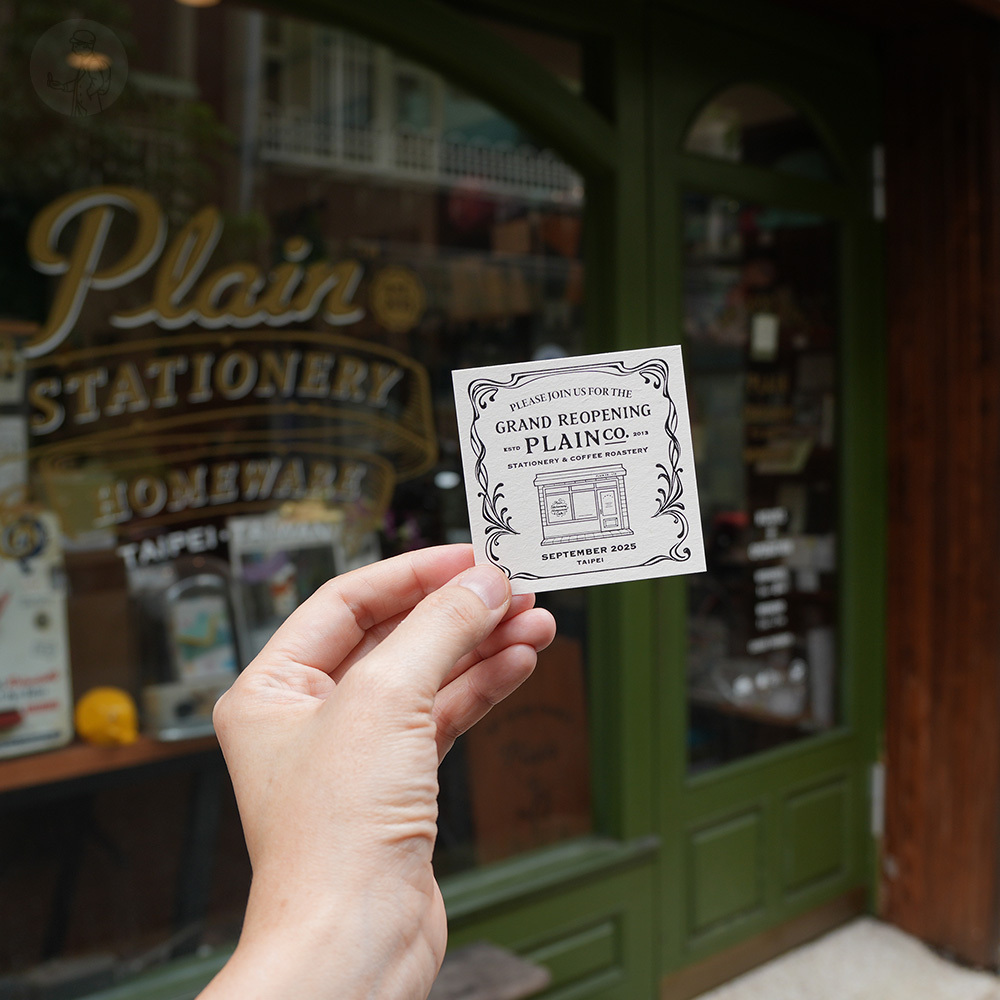 Plain
STATIONERY
HOMEWARE
TAIPEI
PLEASE JOIN US FOR THE
GRAND REOPENING
ESTD PLAIN CO. 2013
STATIONERY & COFFEE ROASTERY
SEPTEMBER 2025
TAIPEI